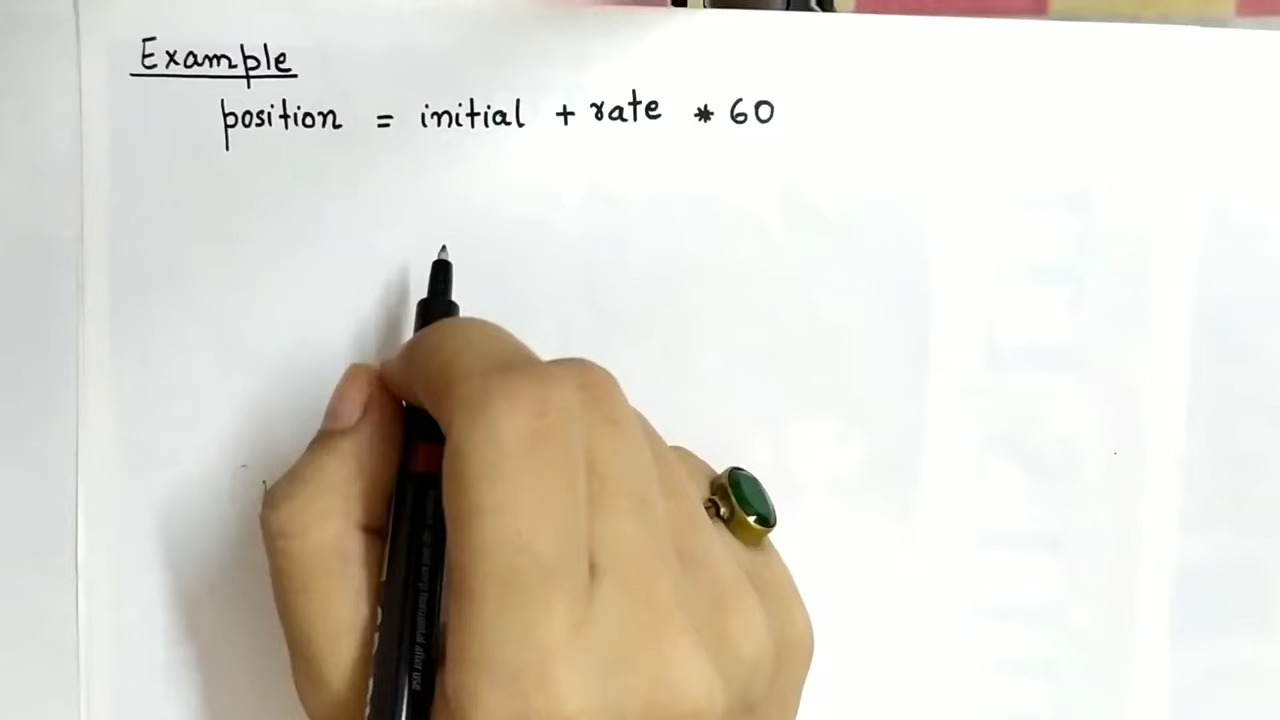 Example
position = initial + rate * 60